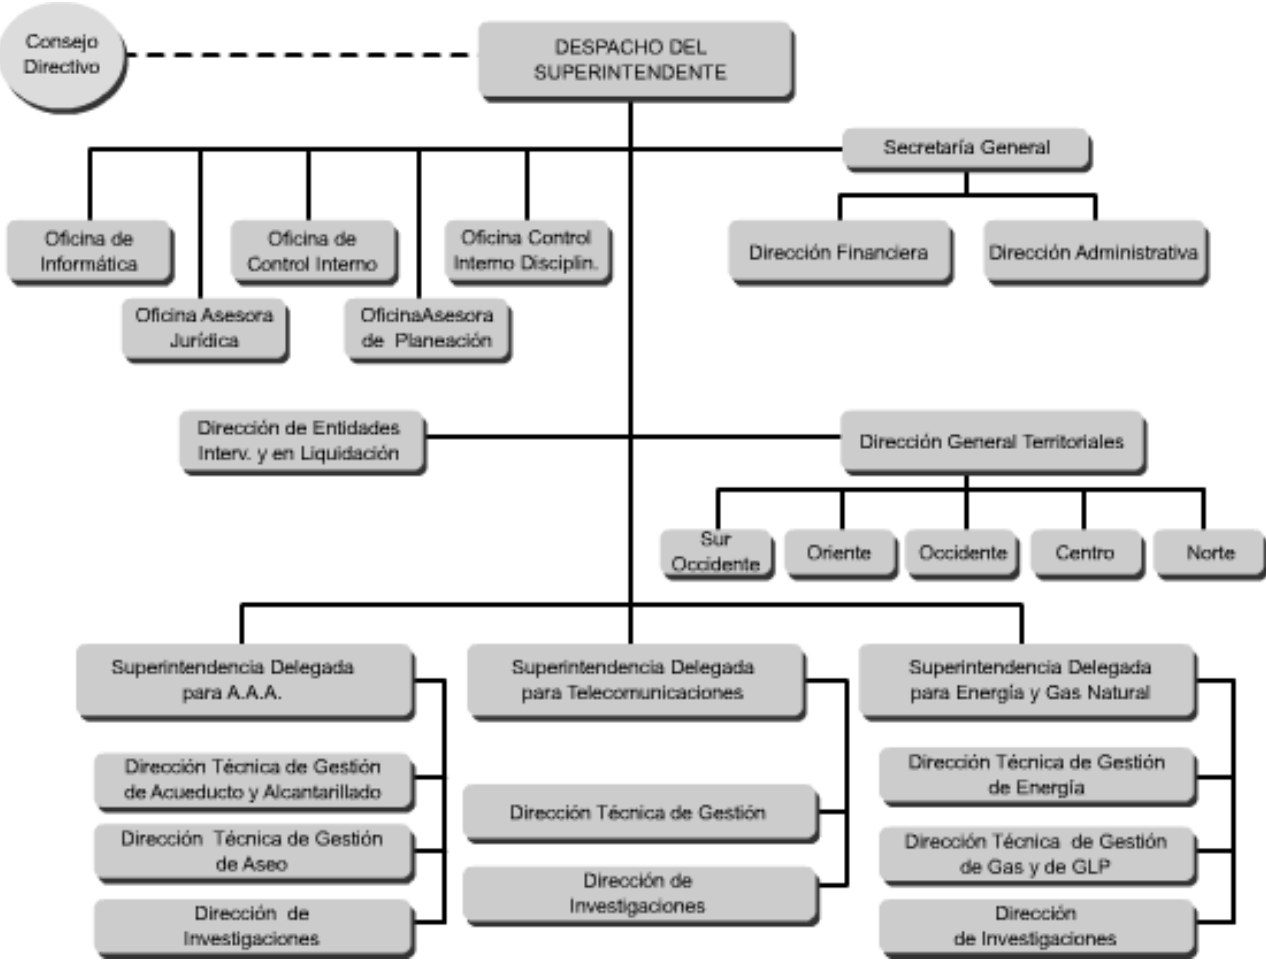 Consejo
Directivo
DESPACHO DEL
SUPERINTENDENTE
Secretaría General
Oficina de
Informática
Oficina de
Control Interno
Oficina Control
Interno Disciplin.
Dirección Financiera
Dirección Administrativa
Oficina Asesora
Jurídica
OficinaAsesora
de Planeación
Dirección de Entidades
Interv. y en Liquidación
Dirección General Territoriales
Sur
Occidente
Oriente
Occidente
Centro
Norte
Superintendencia Delegada
para A.A.A.
Superintendencia Delegada
para Telecomunicaciones
Superintendencia Delegada
para Energía y Gas Natural
Dirección Técnica de Gestión
de Acueducto y Alcantarillado
Dirección Técnica de Gestión
de Aseo
Dirección de
Investigaciones
Dirección Técnica de Gestión
Dirección de
Investigaciones
Dirección Técnica de Gestión
de Energía
Dirección Técnica de Gestión
de Gas y de GLP
Dirección
de Investigaciones